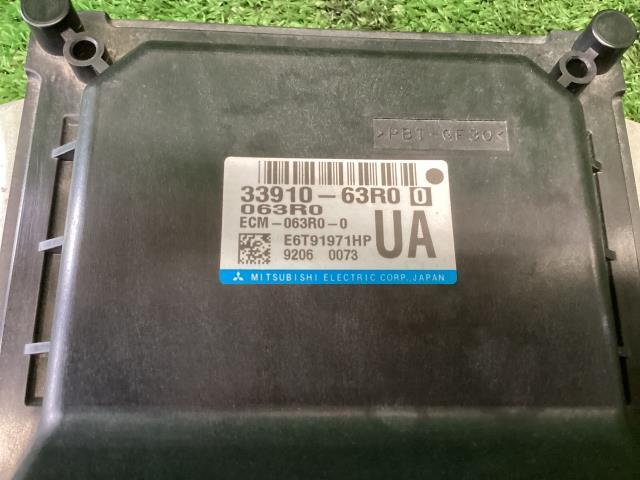 >PBT-GF30<
33910-63R0 0
063R0
ECM-063R0-0
UA
E6T91971HP
9206 0073
MITSUBISHI ELECTRIC CORP., JAPAN